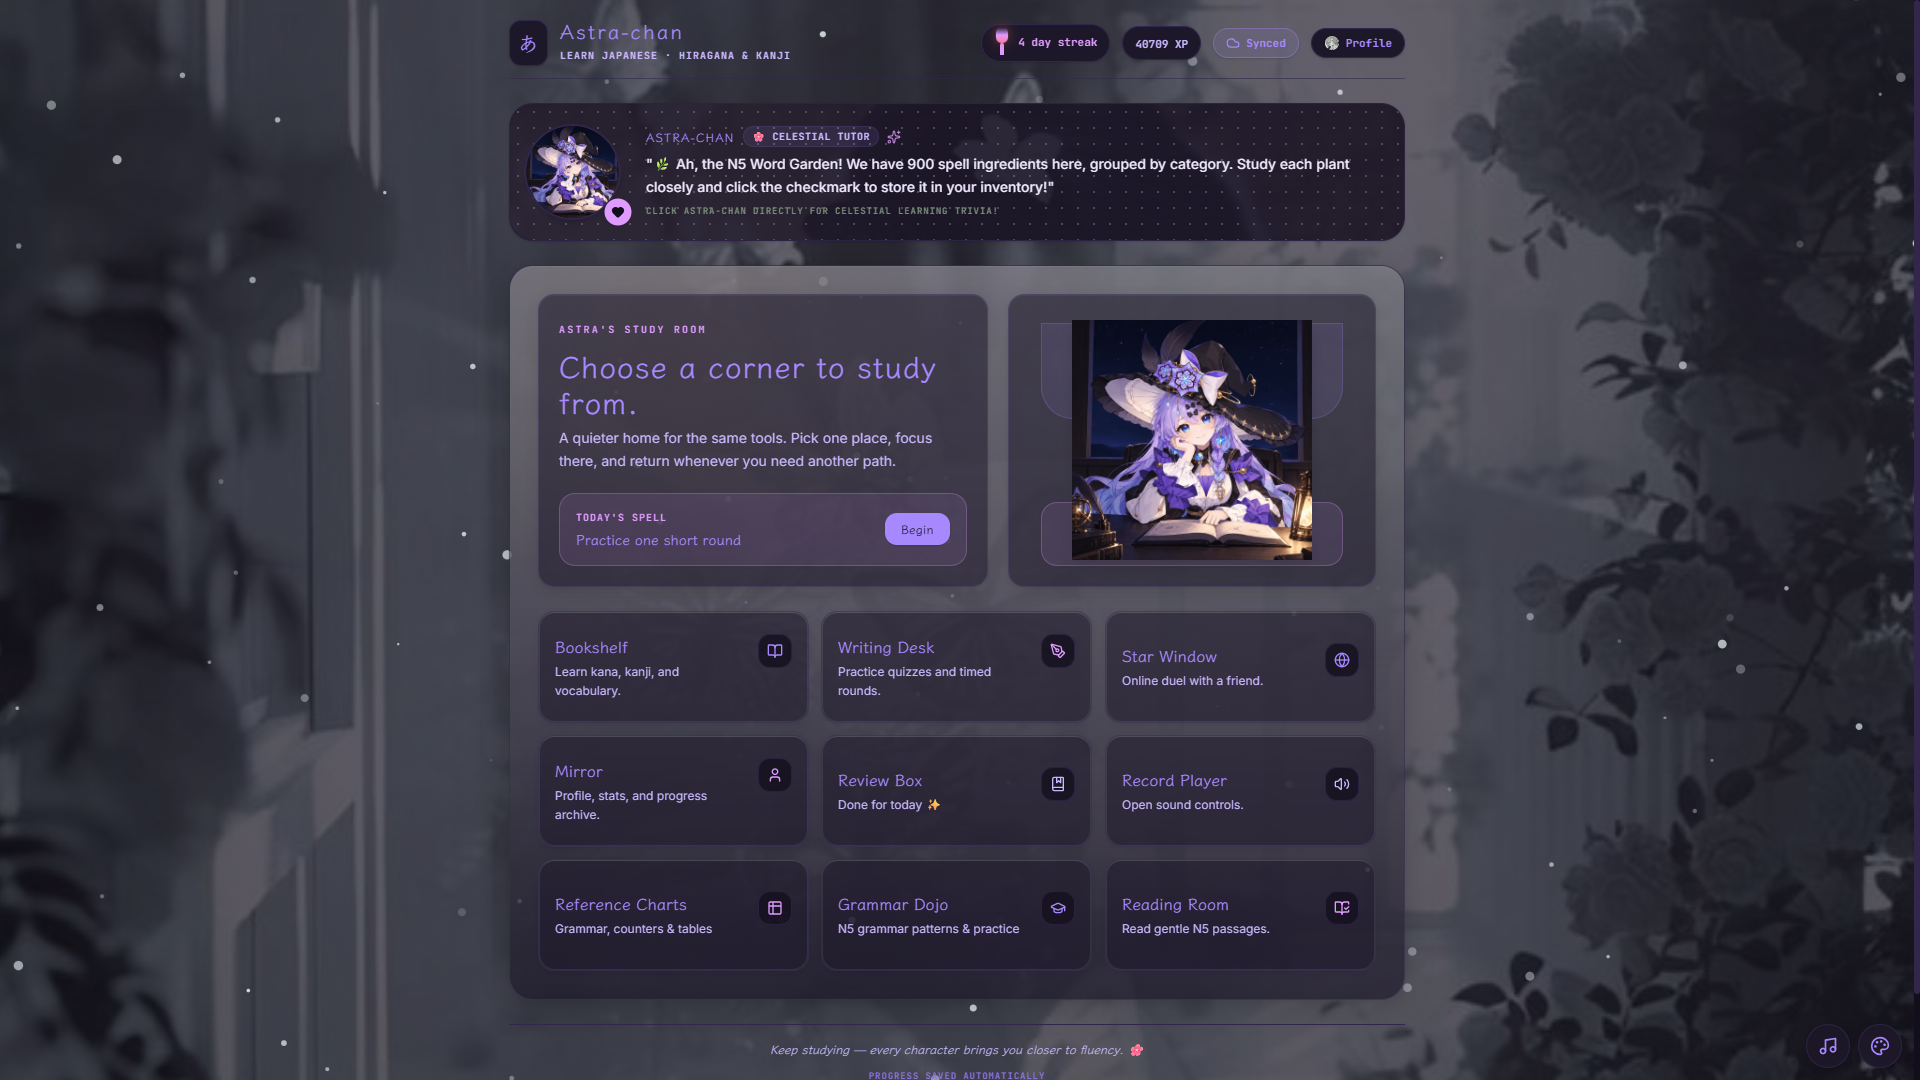 あ
Astra-chan
LEARN JAPANESE · HIRAGANA & KANJI
4 day streak
40709 XP
Synced
Profile
ASTRA-CHAN
🌸 CELESTIAL TUTOR
"🌿 Ah, the N5 Word Garden! We have 900 spell ingredients here, grouped by category. Study each plant
closely and click the checkmark to store it in your inventory!"
CLICK ASTRA-CHAN DIRECTLY FOR CELESTIAL LEARNING TRIVIA!
ASTRA'S STUDY ROOM
Choose a corner to study
from.
A quieter home for the same tools. Pick one place, focus
there, and return whenever you need another path.
TODAY'S SPELL
Practice one short round
Begin
Bookshelf
Learn kana, kanji, and
vocabulary.
Writing Desk
Practice quizzes and timed
rounds.
Star Window
Online duel with a friend.
Mirror
Profile, stats, and progress
archive.
Review Box
Done for today ✨
Record Player
Open sound controls.
Reference Charts
Grammar, counters & tables
Grammar Dojo
N5 grammar patterns & practice
Reading Room
Read gentle N5 passages.
Keep studying — every character brings you closer to fluency. 🌸
PROGRESS SAVED AUTOMATICALLY